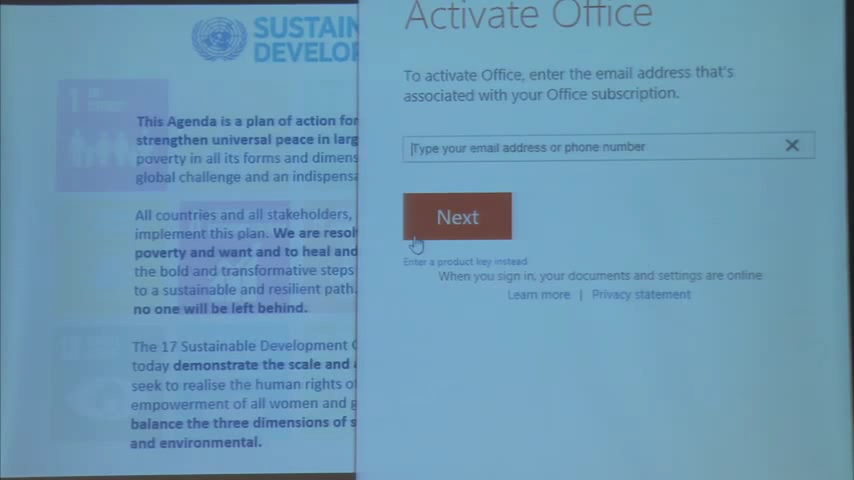 SUSTAIN
DEVELO
This Agenda is a plan of action for
strengthen universal peace in larg
poverty in all its forms and dimens
global challenge and an indispensa
All countries and all stakeholders,
implement this plan. We are resol
poverty and want and to heal and
the bold and transformative steps
to a sustainable and resilient path.
no one will be left behind.
The 17 Sustainable Development G
today demonstrate the scale and a
seek to realise the human rights of
empowerment of all women and g
balance the three dimensions of s
and environmental.
Activate Office
To activate Office, enter the email address that's
associated with your Office subscription.
Type your email address or phone number
Next
Enter a product key instead
When you sign in, your documents and settings are online
Learn more | Privacy statement